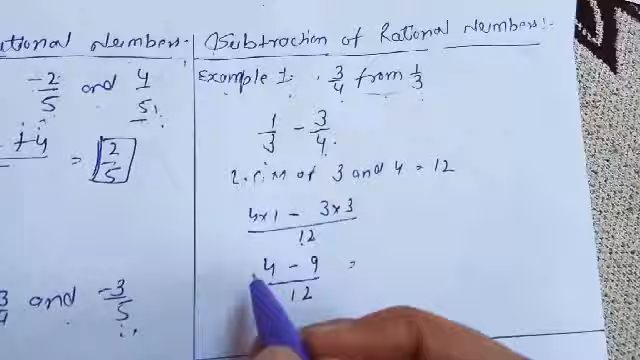 ational Numbers:-
-2/5 and 4/5
+4 = 2/5
3/4 and -3/5
Subtraction of Rational Numbers:-
Example 1. 3/4 from 1/3
1/3 - 3/4
L.C.M of 3 and 4 = 12
4×1 - 3×3 / 12
4 - 9 / 12 =